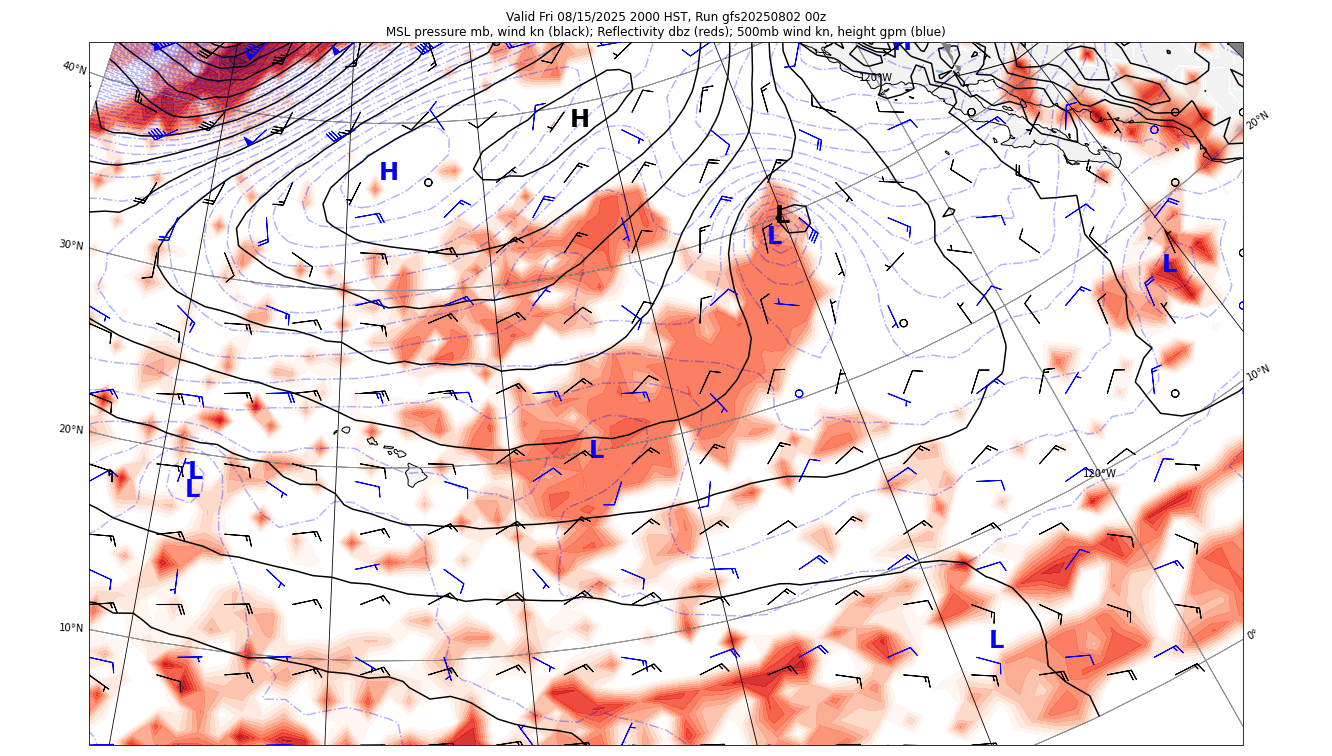 Valid Fri 08/15/2025 2000 HST, Run gfs20250802 00z
MSL pressure mb, wind kn (black); Reflectivity dbz (reds); 500mb wind kn, height gpm (blue)
H
40°N
120°W
H
20°N
H
L
L
30°N
L
10°N
20°N
L
L
L
120°W
10°N
0°
L